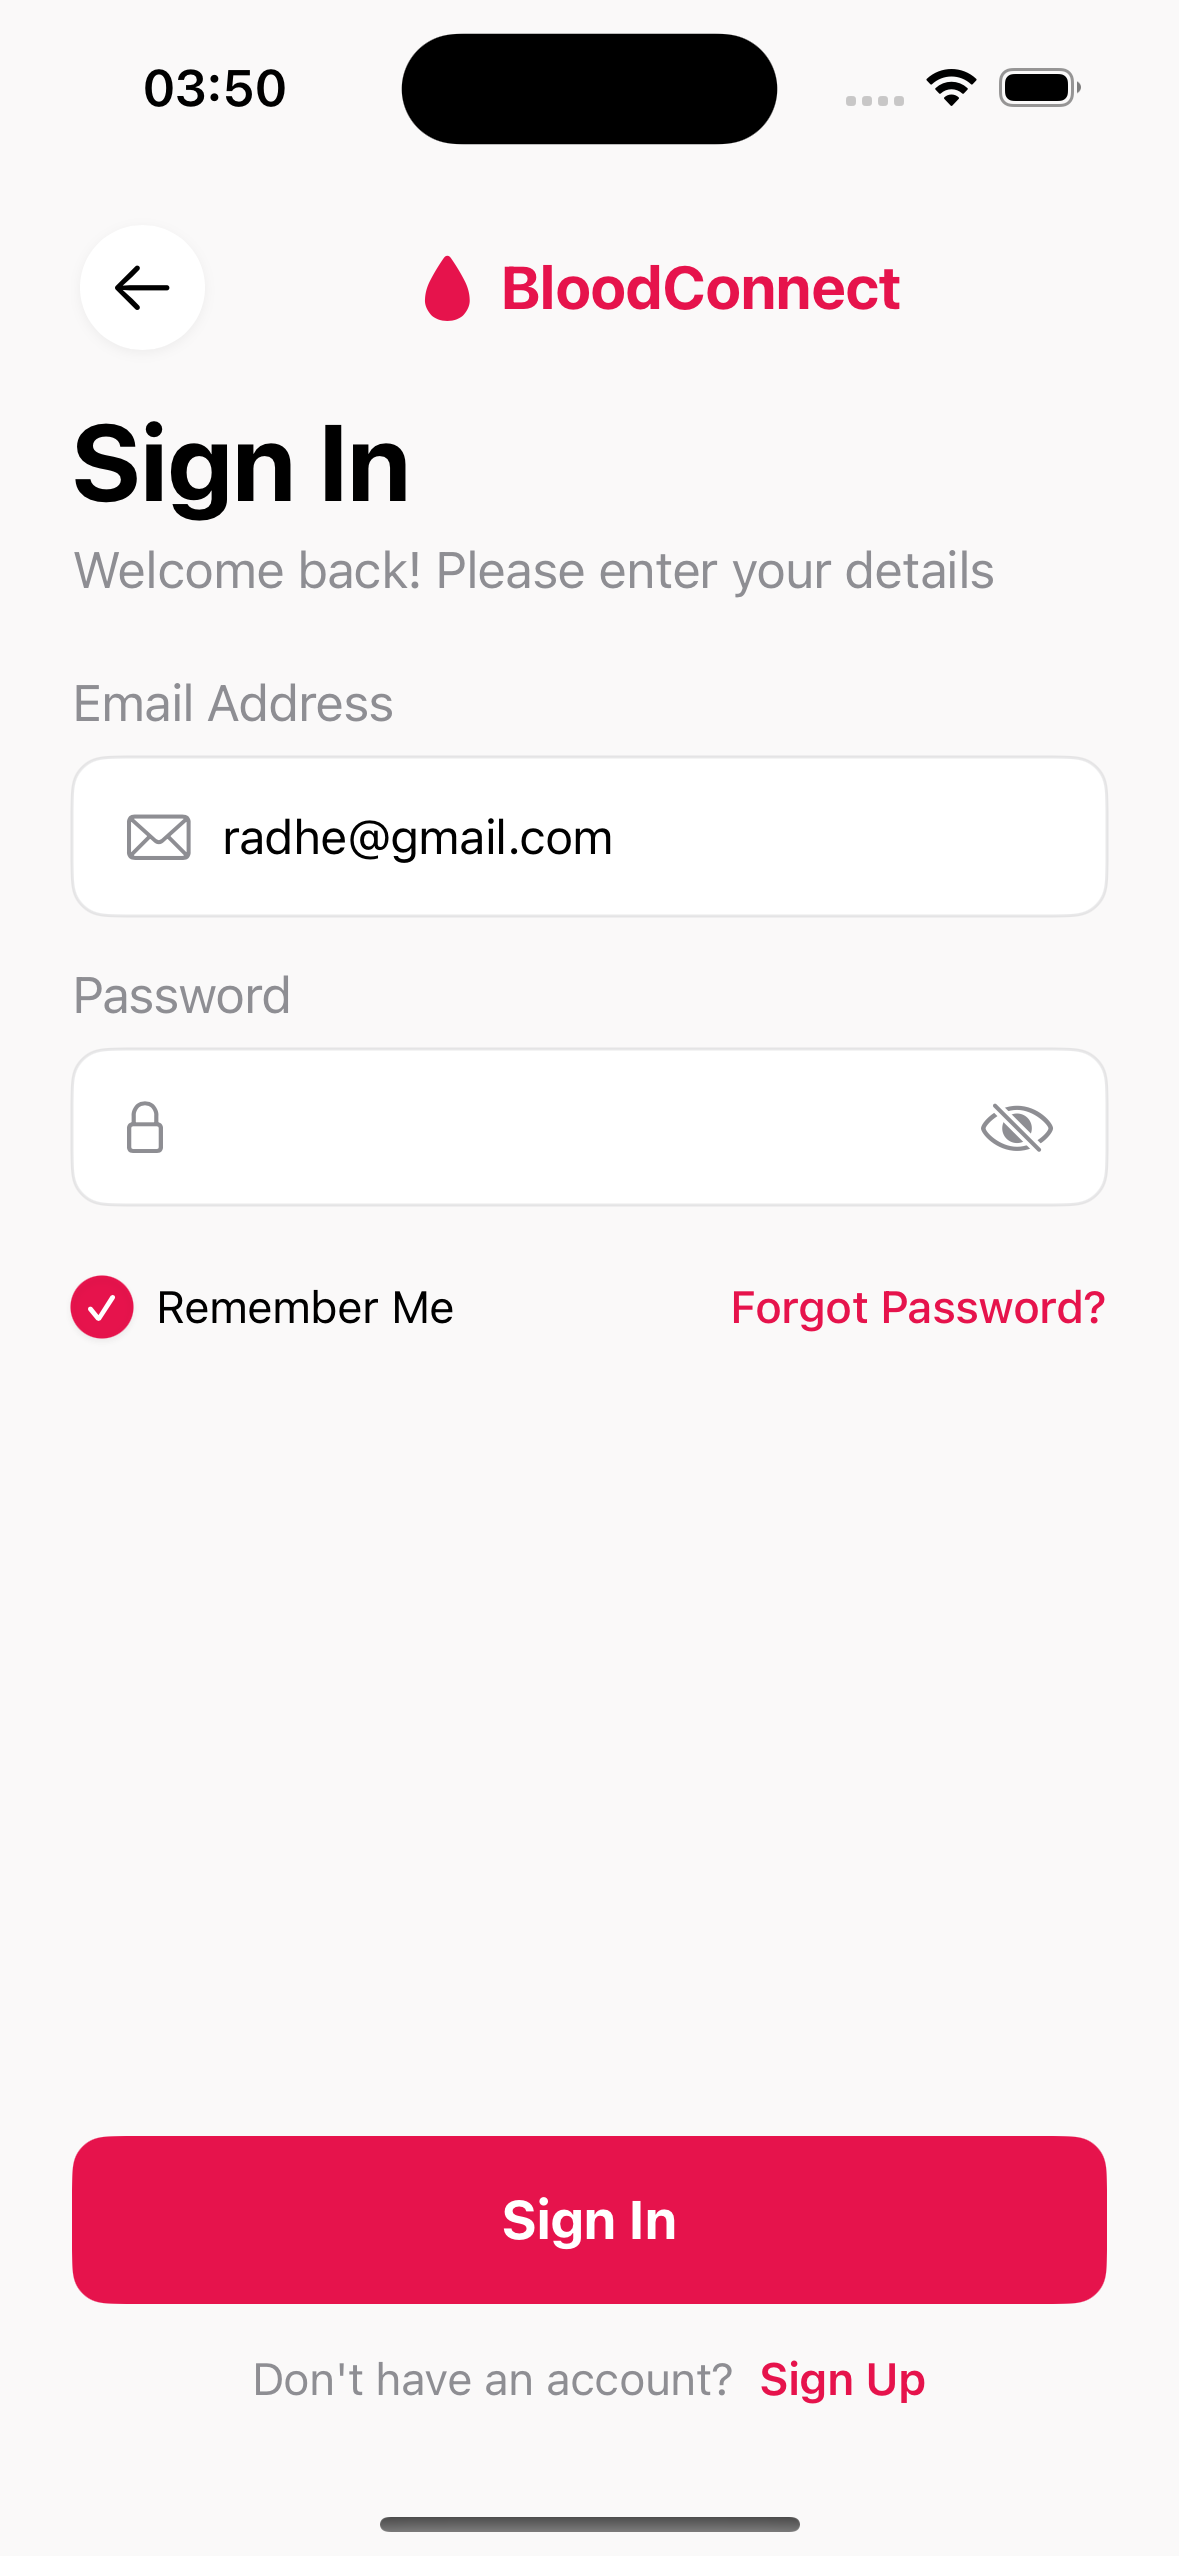 03:50
BloodConnect
Sign In
Welcome back! Please enter your details
Email Address
radhe@gmail.com
Password
Remember Me
Forgot Password?
Sign In
Don't have an account? Sign Up